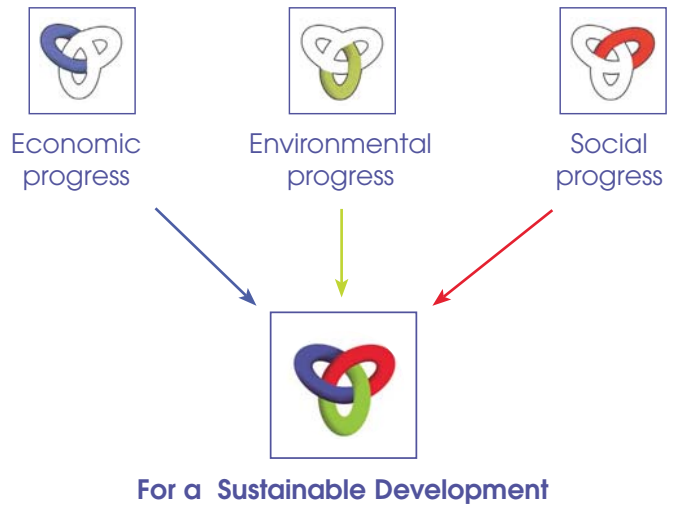 Economic
progress
Environmental
progress
Social
progress
For a Sustainable Development